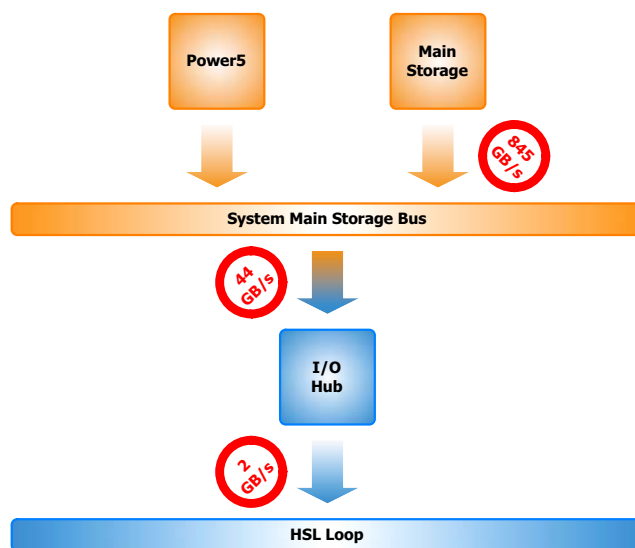 Power5
Main
Storage
845
GB/s
System Main Storage Bus
44
GB/s
I/O
Hub
2
GB/s
HSL Loop